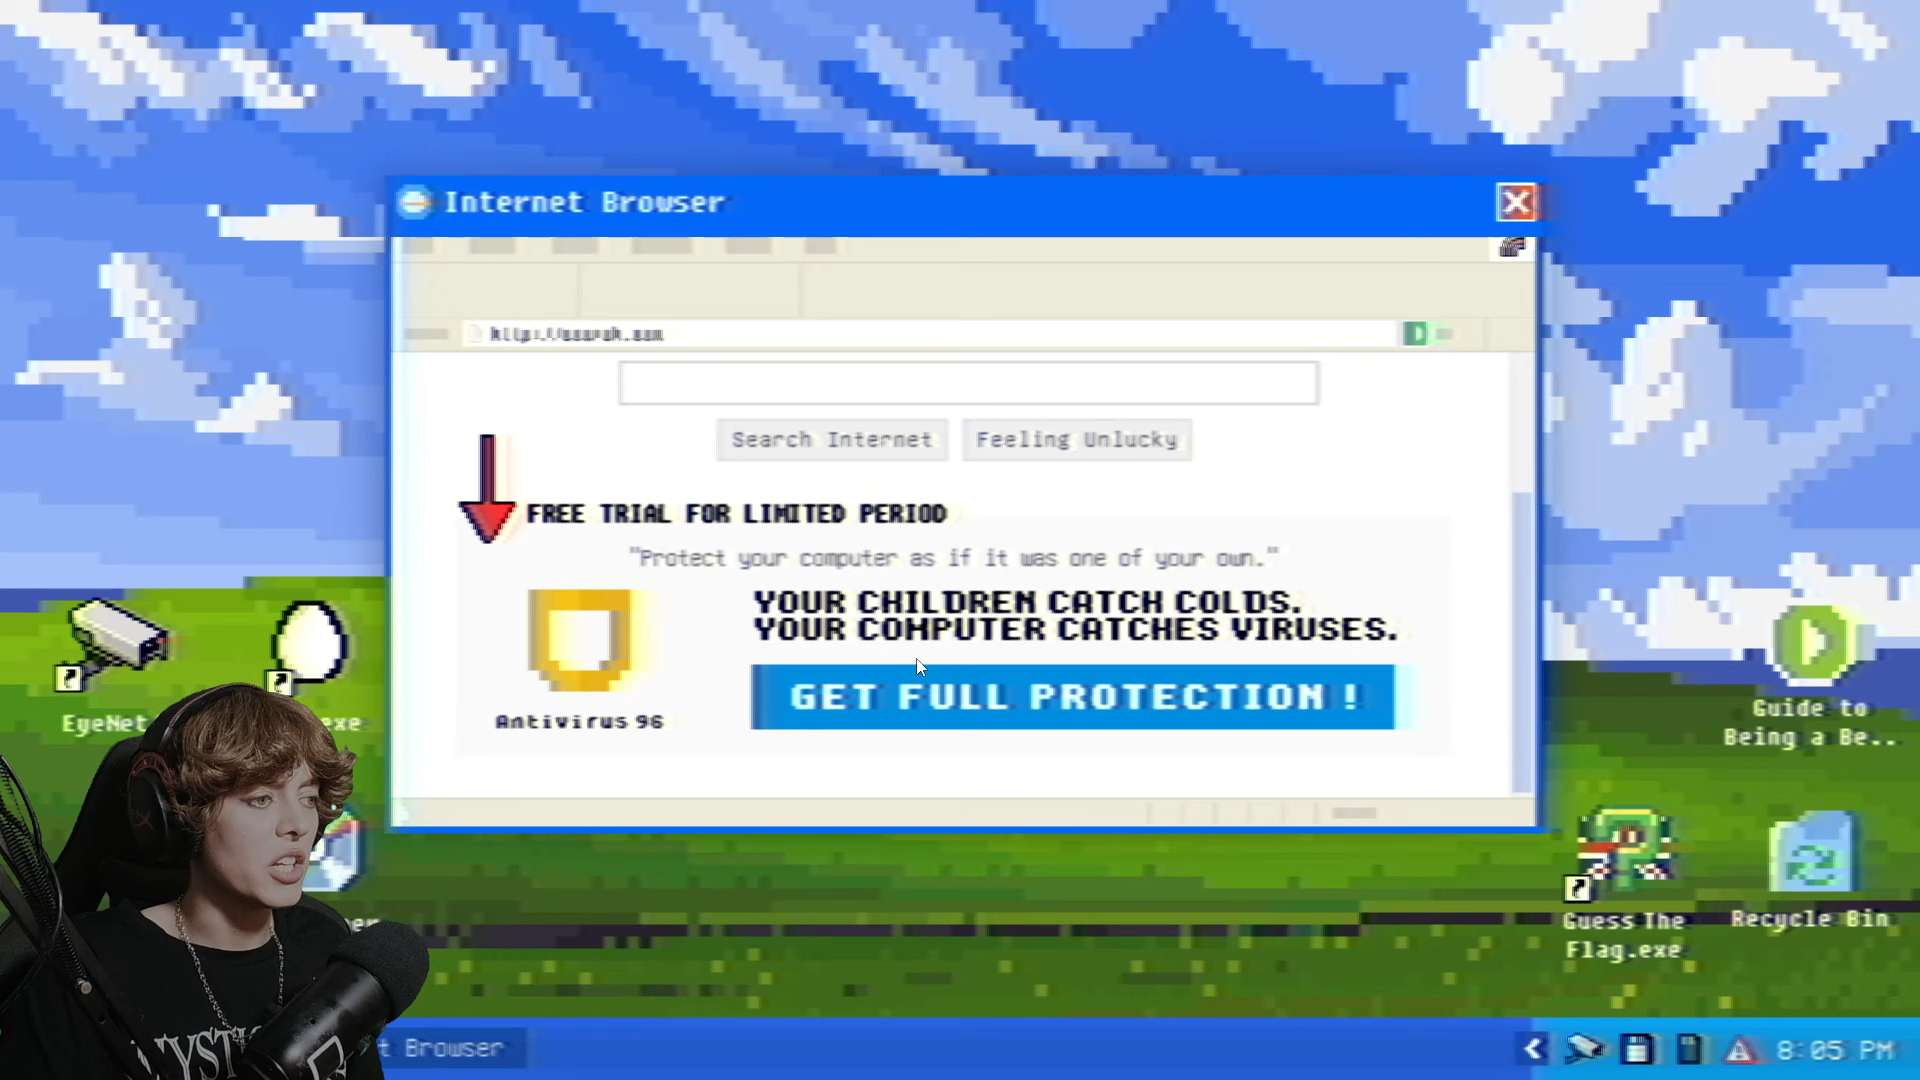 Internet Browser
Search Internet
Feeling Unlucky
FREE TRIAL FOR LIMITED PERIOD
"Protect your computer as if it was one of your own."
YOUR CHILDREN CATCH COLDS.
YOUR COMPUTER CATCHES VIRUSES.
GET FULL PROTECTION !
Antivirus 96
EyeNet
exe
Guide to
Being a Be..
Guess The
Flag.exe
Recycle Bin
Browser
8:05 PM